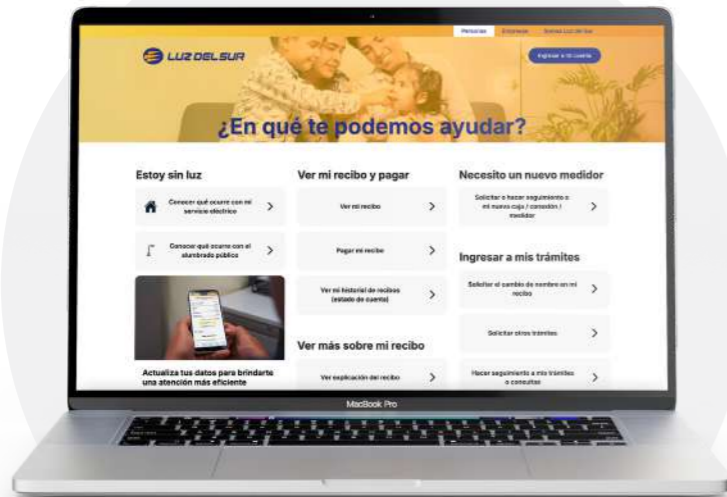 Personas Empresas Somos Luz del Sur
LUZ DEL SUR
Ingresar a mi cuenta
¿En qué te podemos ayudar?
Estoy sin luz
Conocer qué ocurre con mi
servicio eléctrico
Conocer qué ocurre con el
alumbrado público
Actualiza tus datos para brindarte
una atención más eficiente
Ver mi recibo y pagar
Ver mi recibo
Pagar mi recibo
Ver mi historial de recibos
(estado de cuenta)
Ver más sobre mi recibo
Ver explicación del recibo
Necesito un nuevo medidor
Solicitar o hacer seguimiento a
mi nueva caja / conexión /
medidor
Ingresar a mis trámites
Solicitar el cambio de nombre en mi
recibo
Solicitar otros trámites
Hacer seguimiento a mis trámites
o consultas
MacBook Pro